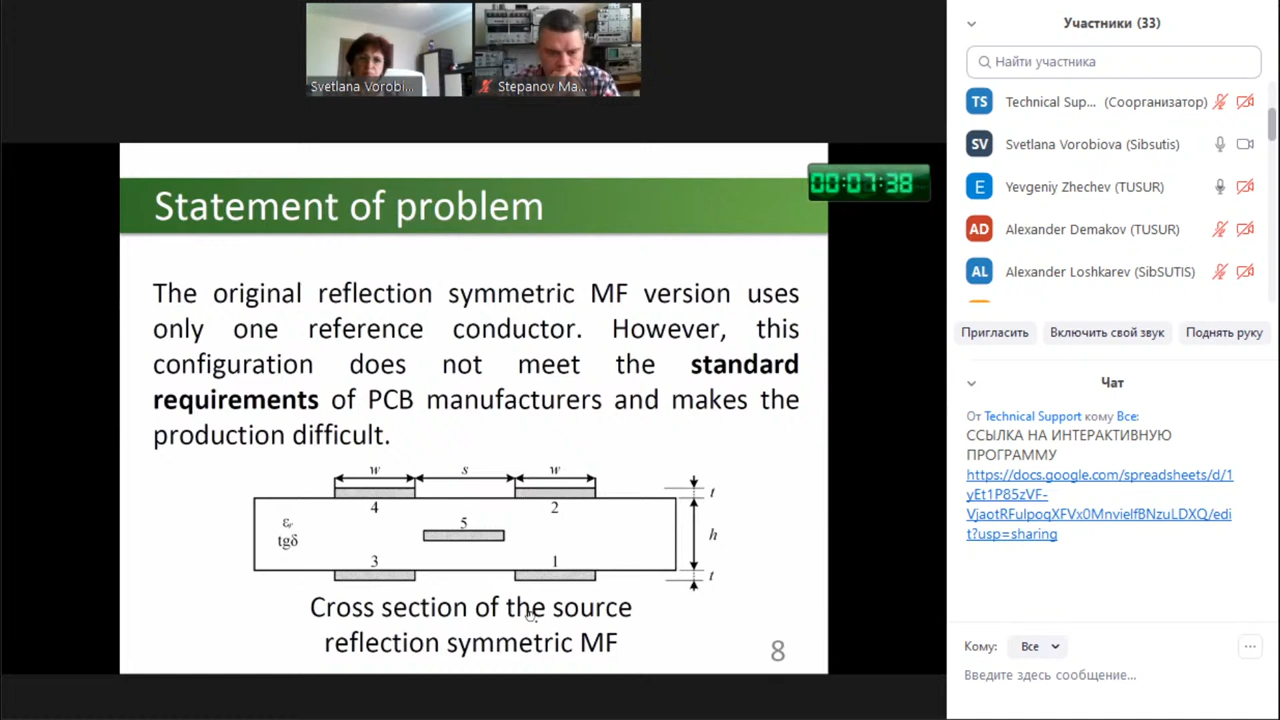 Svetlana Vorobi...
Stepanov Ma...
00:07:38
Statement of problem
The original reflection symmetric MF version uses
only one reference conductor. However, this
configuration does not meet the standard
requirements of PCB manufacturers and makes the
production difficult.
w s w
t
4 2
εr
5
tgδ
h
3 1
t
Cross section of the source
reflection symmetric MF
8
Участники (33)
Найти участника
TS Technical Sup... (Соорганизатор)
SV Svetlana Vorobiova (Sibsutis)
E Yevgeniy Zhechev (TUSUR)
AD Alexander Demakov (TUSUR)
AL Alexander Loshkarev (SibSUTIS)
Пригласить Включить свой звук Поднять руку
Чат
От Technical Support кому Все:
ССЫЛКА НА ИНТЕРАКТИВНУЮ
ПРОГРАММУ
https://docs.google.com/spreadsheets/d/1
yEt1P85zVF-
VjaotRFulpoqXFVx0MnvielfBNzuLDXQ/edi
t?usp=sharing
Кому: Все
Введите здесь сообщение...